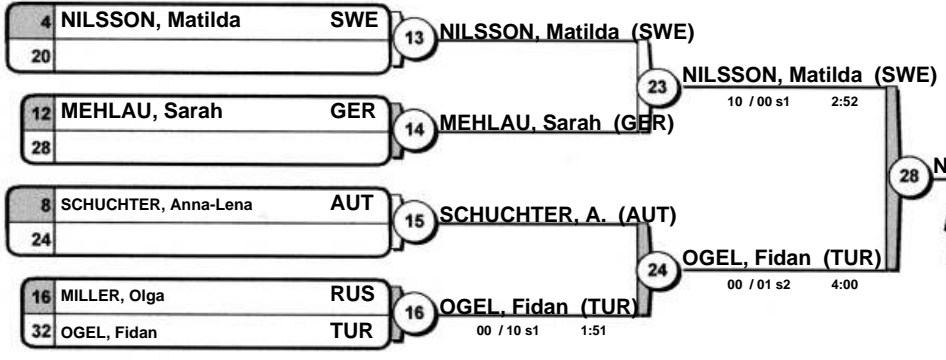 4 NILSSON, Matilda SWE
20
13
NILSSON, Matilda (SWE)
12 MEHLAU, Sarah GER
28
14
MEHLAU, Sarah (GER)
23
NILSSON, Matilda (SWE)
10 / 00 s1 2:52
8 SCHUCHTER, Anna-Lena AUT
24
15
SCHUCHTER, A. (AUT)
16 MILLER, Olga RUS
32 OGEL, Fidan TUR
16
OGEL, Fidan (TUR)
00 / 10 s1 1:51
24
OGEL, Fidan (TUR)
00 / 01 s2 4:00
28